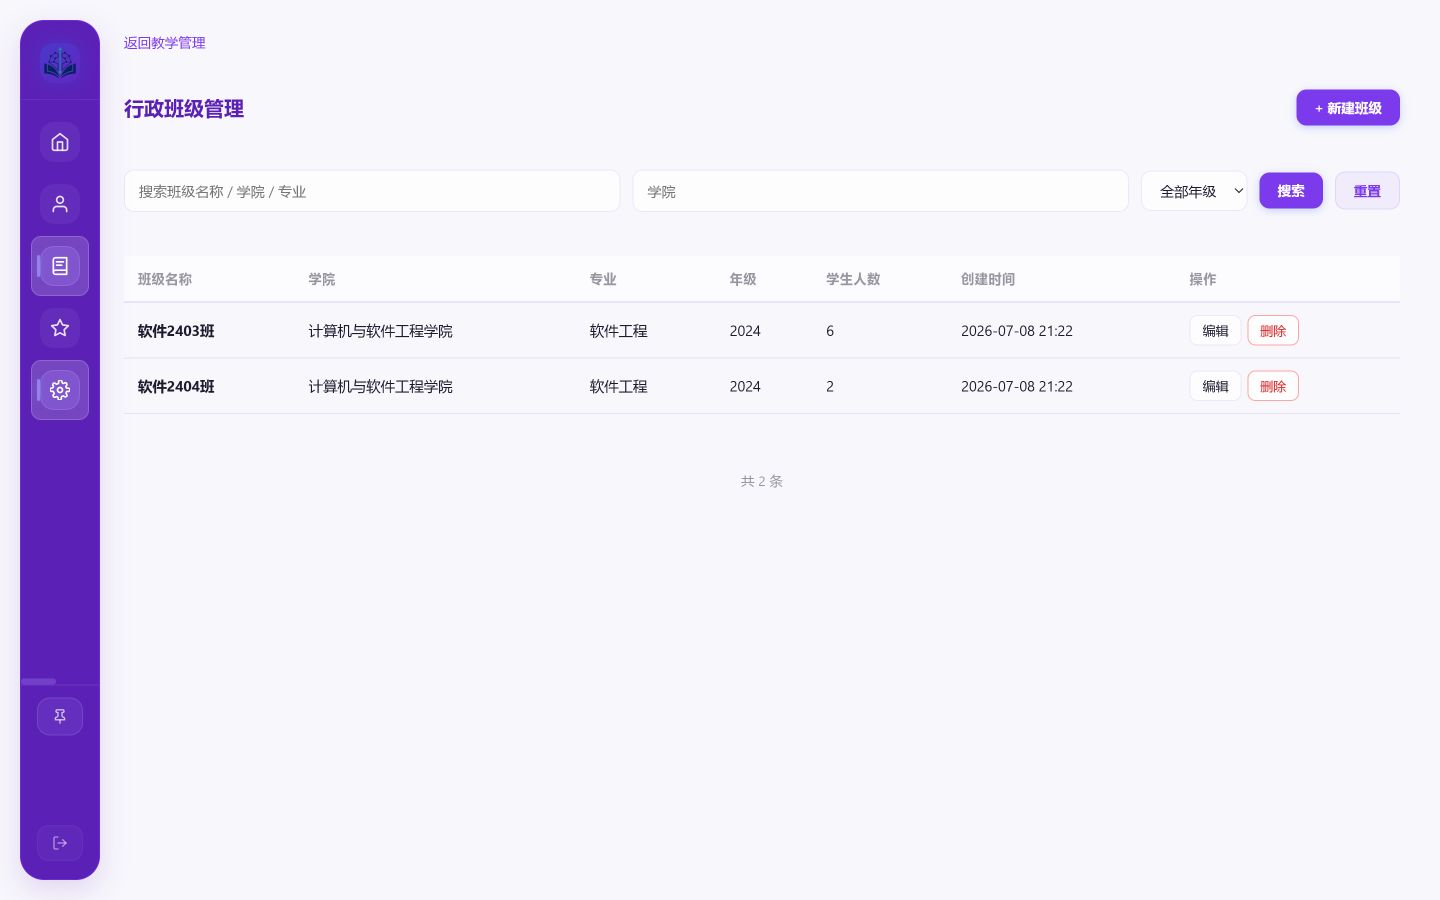 返回教学管理
行政班级管理
+ 新建班级
搜索班级名称 / 学院 / 专业
学院
全部年级
搜索
重置
班级名称 学院 专业 年级 学生人数 创建时间 操作
软件2403班 计算机与软件工程学院 软件工程 2024 6 2026-07-08 21:22 编辑 删除
软件2404班 计算机与软件工程学院 软件工程 2024 2 2026-07-08 21:22 编辑 删除
共 2 条